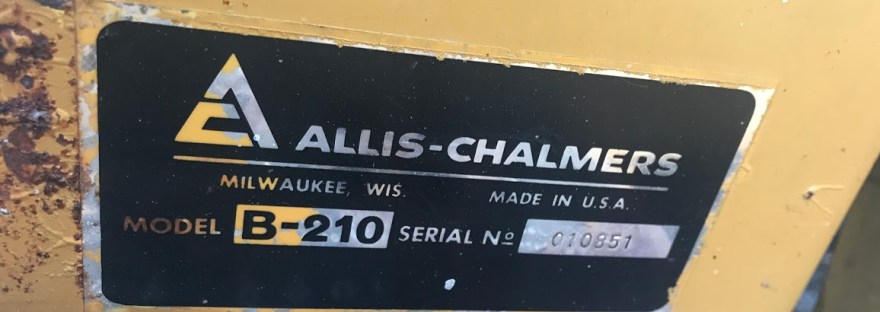 ALLIS-CHALMERS
MILWAUKEE, WIS. MADE IN U.S.A.
MODEL B-210 SERIAL Nº 010851